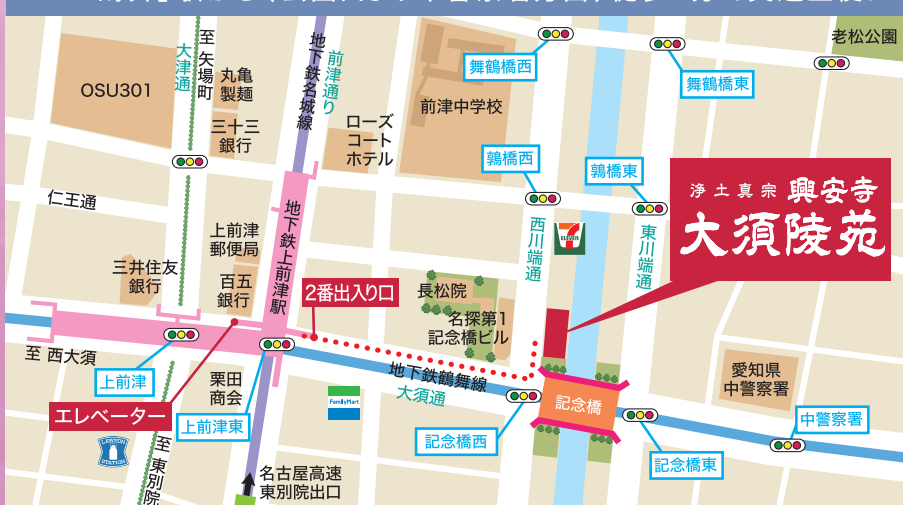 老松公園
舞鶴橋西
舞鶴橋東
至
矢場町
大津通
地下鉄名城線
前津通り
OSU301
丸亀
製麺
前津中学校
三十三
銀行
ローズ
コート
ホテル
鶉橋西
鶉橋東
浄土真宗 興安寺
大須陵苑
仁王通
地下鉄上前津駅
西川端通
7
ELEVEN
東川端通
上前津
郵便局
三井住友
銀行
百五
銀行
2番出入り口
長松院
名探第1
記念橋ビル
至 西大須
上前津
栗田
商会
地下鉄鶴舞線
大須通
愛知県
中警察署
エレベーター
上前津東
FamilyMart
記念橋
中警察署
LAWSON
STATION
記念橋西
記念橋東
至 東別院
名古屋高速
東別院出口